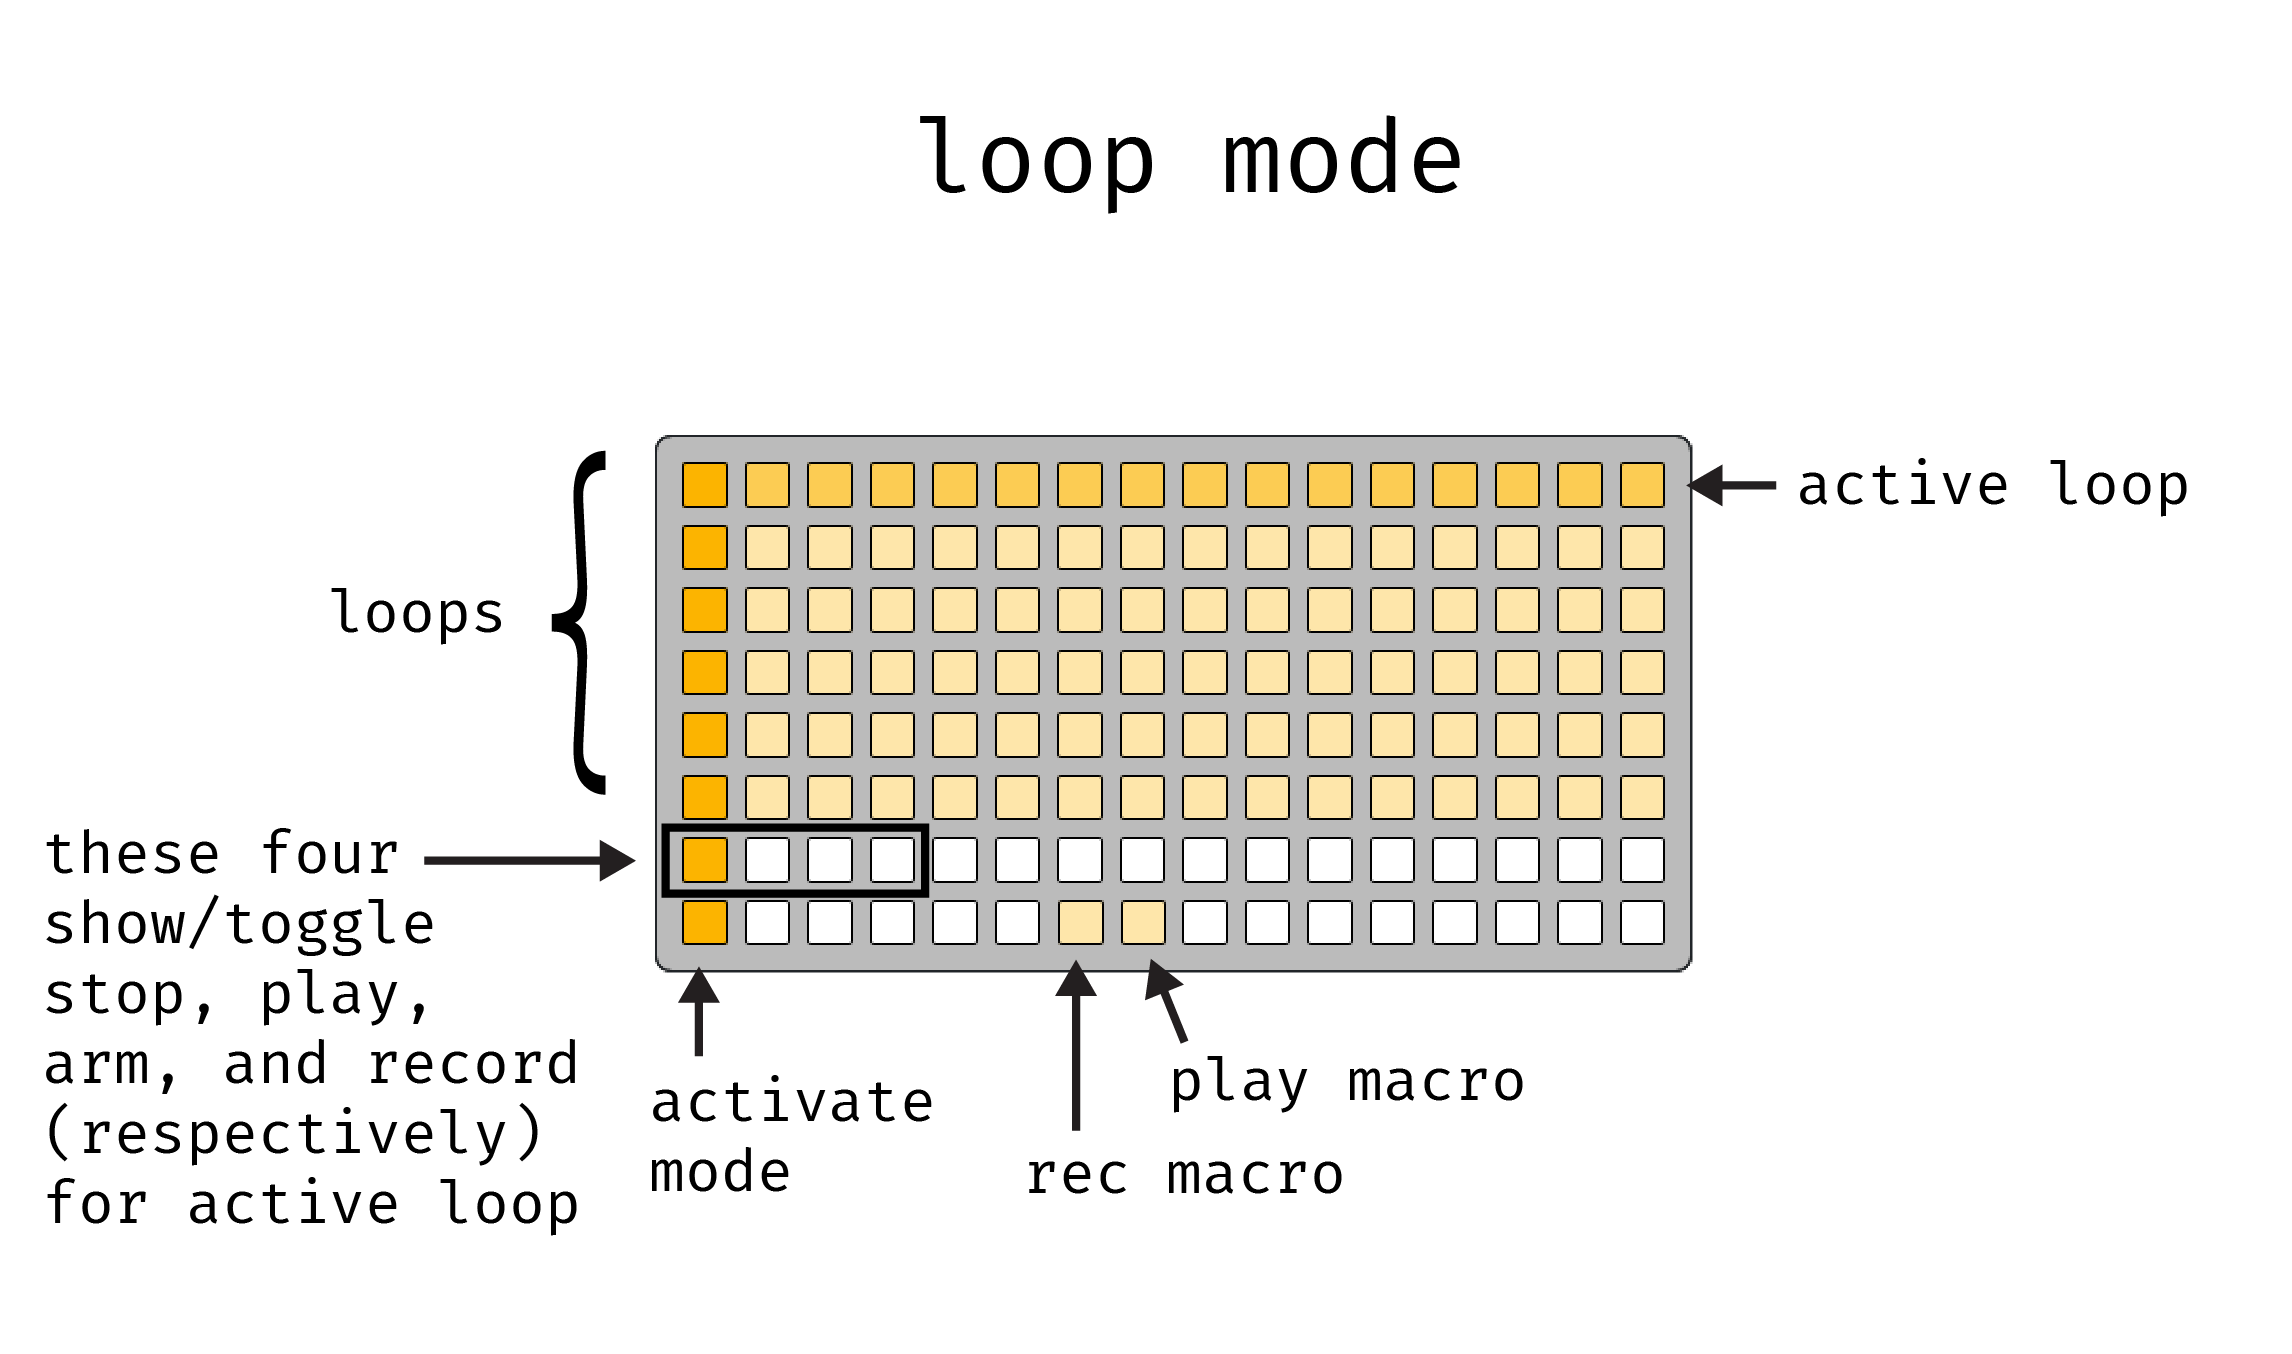 loop mode
active loop
loops
these four
show/toggle
stop, play,
arm, and record
(respectively)
for active loop
activate
mode
play macro
rec macro